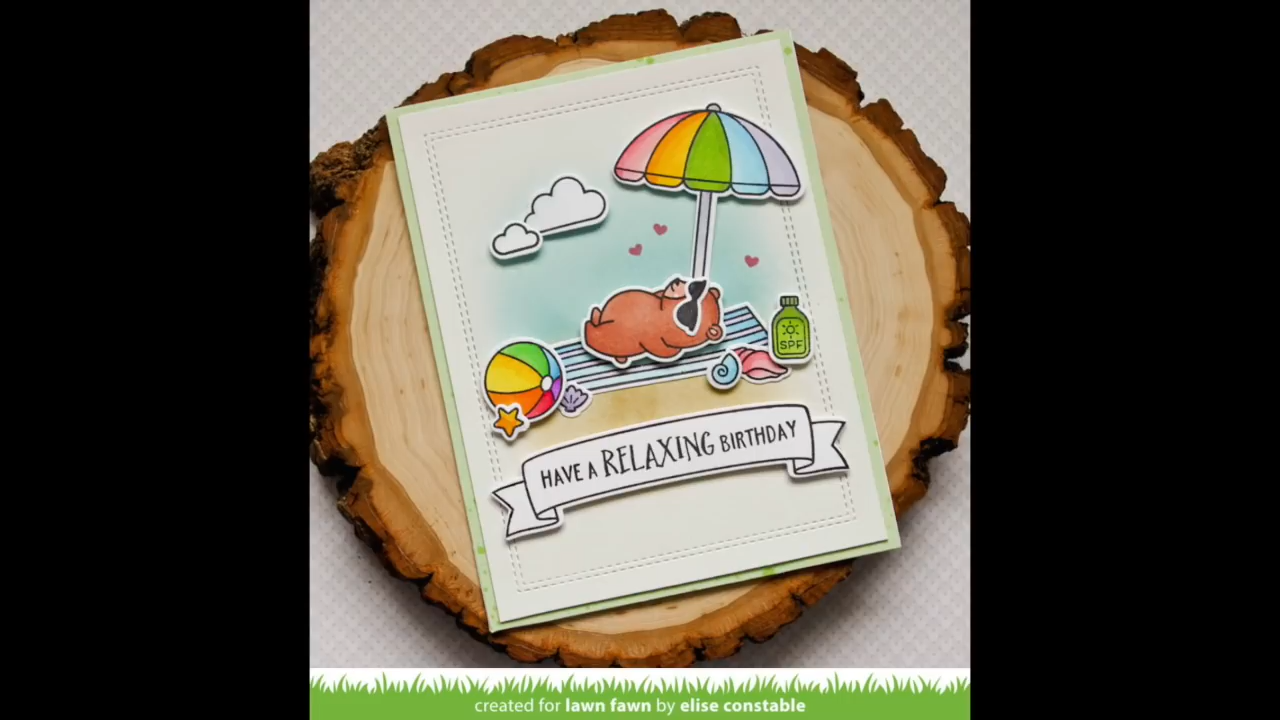 SPF
HAVE A RELAXING BIRTHDAY
created for lawn fawn by elise constable